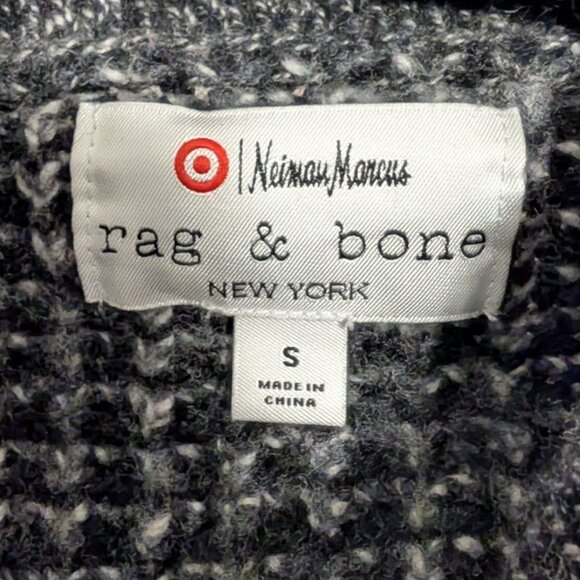 Neiman Marcus
rag & bone
NEW YORK
S
MADE IN
CHINA